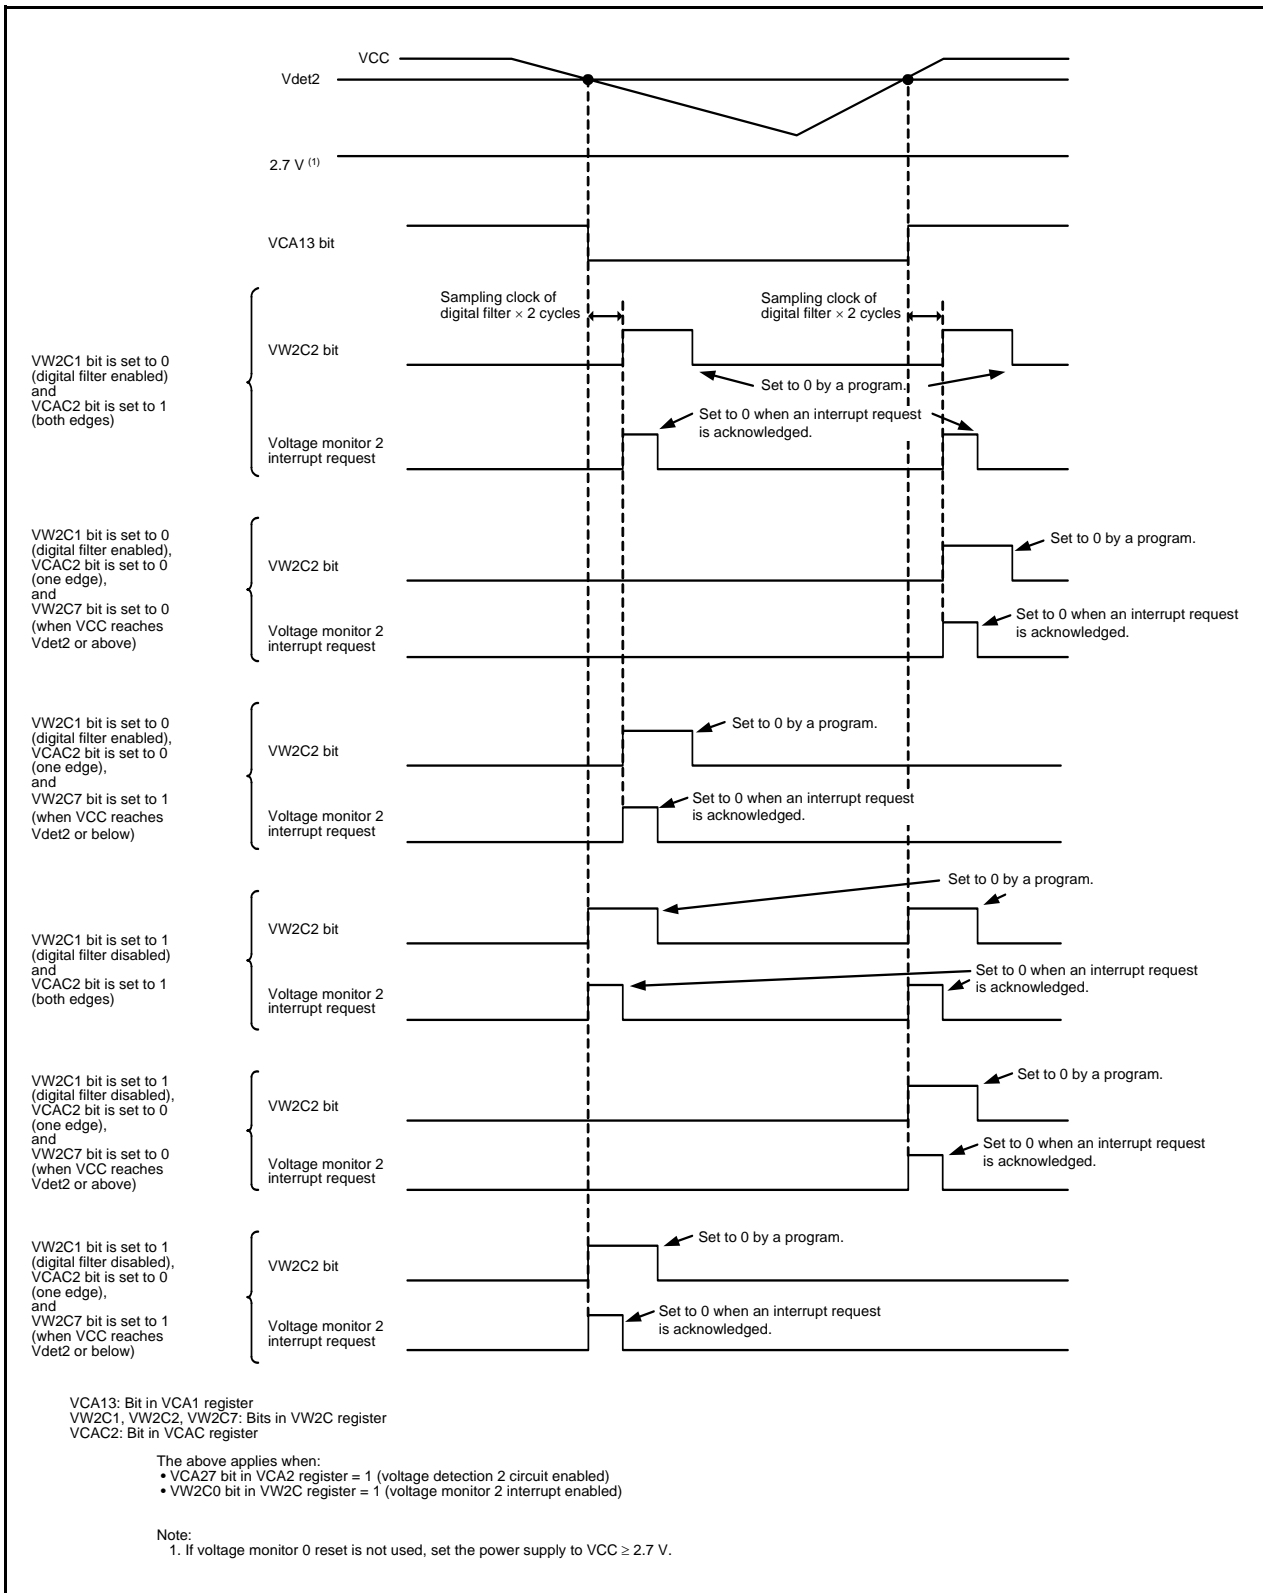 VCC
Vdet2
2.7 V (1)
VCA13 bit
Sampling clock of
digital filter × 2 cycles
Sampling clock of
digital filter × 2 cycles
VW2C1 bit is set to 0
(digital filter enabled)
and
VCAC2 bit is set to 1
(both edges)
VW2C2 bit
Set to 0 by a program.
Set to 0 when an interrupt request
is acknowledged.
Voltage monitor 2
interrupt request
VW2C1 bit is set to 0
(digital filter enabled),
VCAC2 bit is set to 0
(one edge),
and
VW2C7 bit is set to 0
(when VCC reaches
Vdet2 or above)
VW2C2 bit
Set to 0 by a program.
Voltage monitor 2
interrupt request
Set to 0 when an interrupt request
is acknowledged.
VW2C1 bit is set to 0
(digital filter enabled),
VCAC2 bit is set to 0
(one edge),
and
VW2C7 bit is set to 1
(when VCC reaches
Vdet2 or below)
VW2C2 bit
Set to 0 by a program.
Voltage monitor 2
interrupt request
Set to 0 when an interrupt request
is acknowledged.
VW2C1 bit is set to 1
(digital filter disabled)
and
VCAC2 bit is set to 1
(both edges)
VW2C2 bit
Set to 0 by a program.
Voltage monitor 2
interrupt request
Set to 0 when an interrupt request
is acknowledged.
VW2C1 bit is set to 1
(digital filter disabled),
VCAC2 bit is set to 0
(one edge),
and
VW2C7 bit is set to 0
(when VCC reaches
Vdet2 or above)
VW2C2 bit
Set to 0 by a program.
Voltage monitor 2
interrupt request
Set to 0 when an interrupt request
is acknowledged.
VW2C1 bit is set to 1
(digital filter disabled),
VCAC2 bit is set to 0
(one edge),
and
VW2C7 bit is set to 1
(when VCC reaches
Vdet2 or below)
VW2C2 bit
Set to 0 by a program.
Voltage monitor 2
interrupt request
Set to 0 when an interrupt request
is acknowledged.
VCA13: Bit in VCA1 register
VW2C1, VW2C2, VW2C7: Bits in VW2C register
VCAC2: Bit in VCAC register
The above applies when:
• VCA27 bit in VCA2 register = 1 (voltage detection 2 circuit enabled)
• VW2C0 bit in VW2C register = 1 (voltage monitor 2 interrupt enabled)
Note:
1. If voltage monitor 0 reset is not used, set the power supply to VCC ≥ 2.7 V.